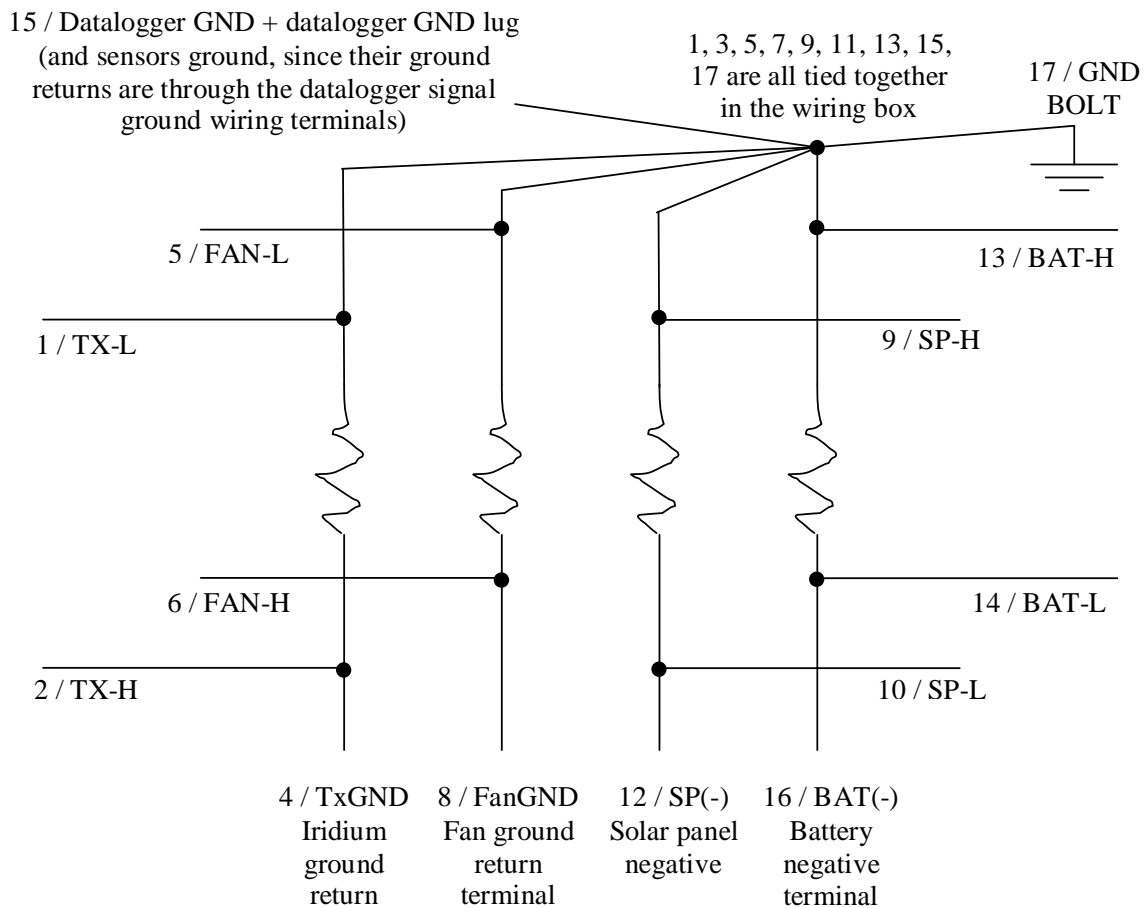 15 / Datalogger GND + datalogger GND lug
(and sensors ground, since their ground
returns are through the datalogger signal
ground wiring terminals)
1, 3, 5, 7, 9, 11, 13, 15,
17 are all tied together
in the wiring box
17 / GND
BOLT
5 / FAN-L
13 / BAT-H
1 / TX-L
9 / SP-H
6 / FAN-H
14 / BAT-L
2 / TX-H
10 / SP-L
4 / TxGND
Iridium
ground
return
8 / FanGND
Fan ground
return
terminal
12 / SP(-)
Solar panel
negative
16 / BAT(-)
Battery
negative
terminal